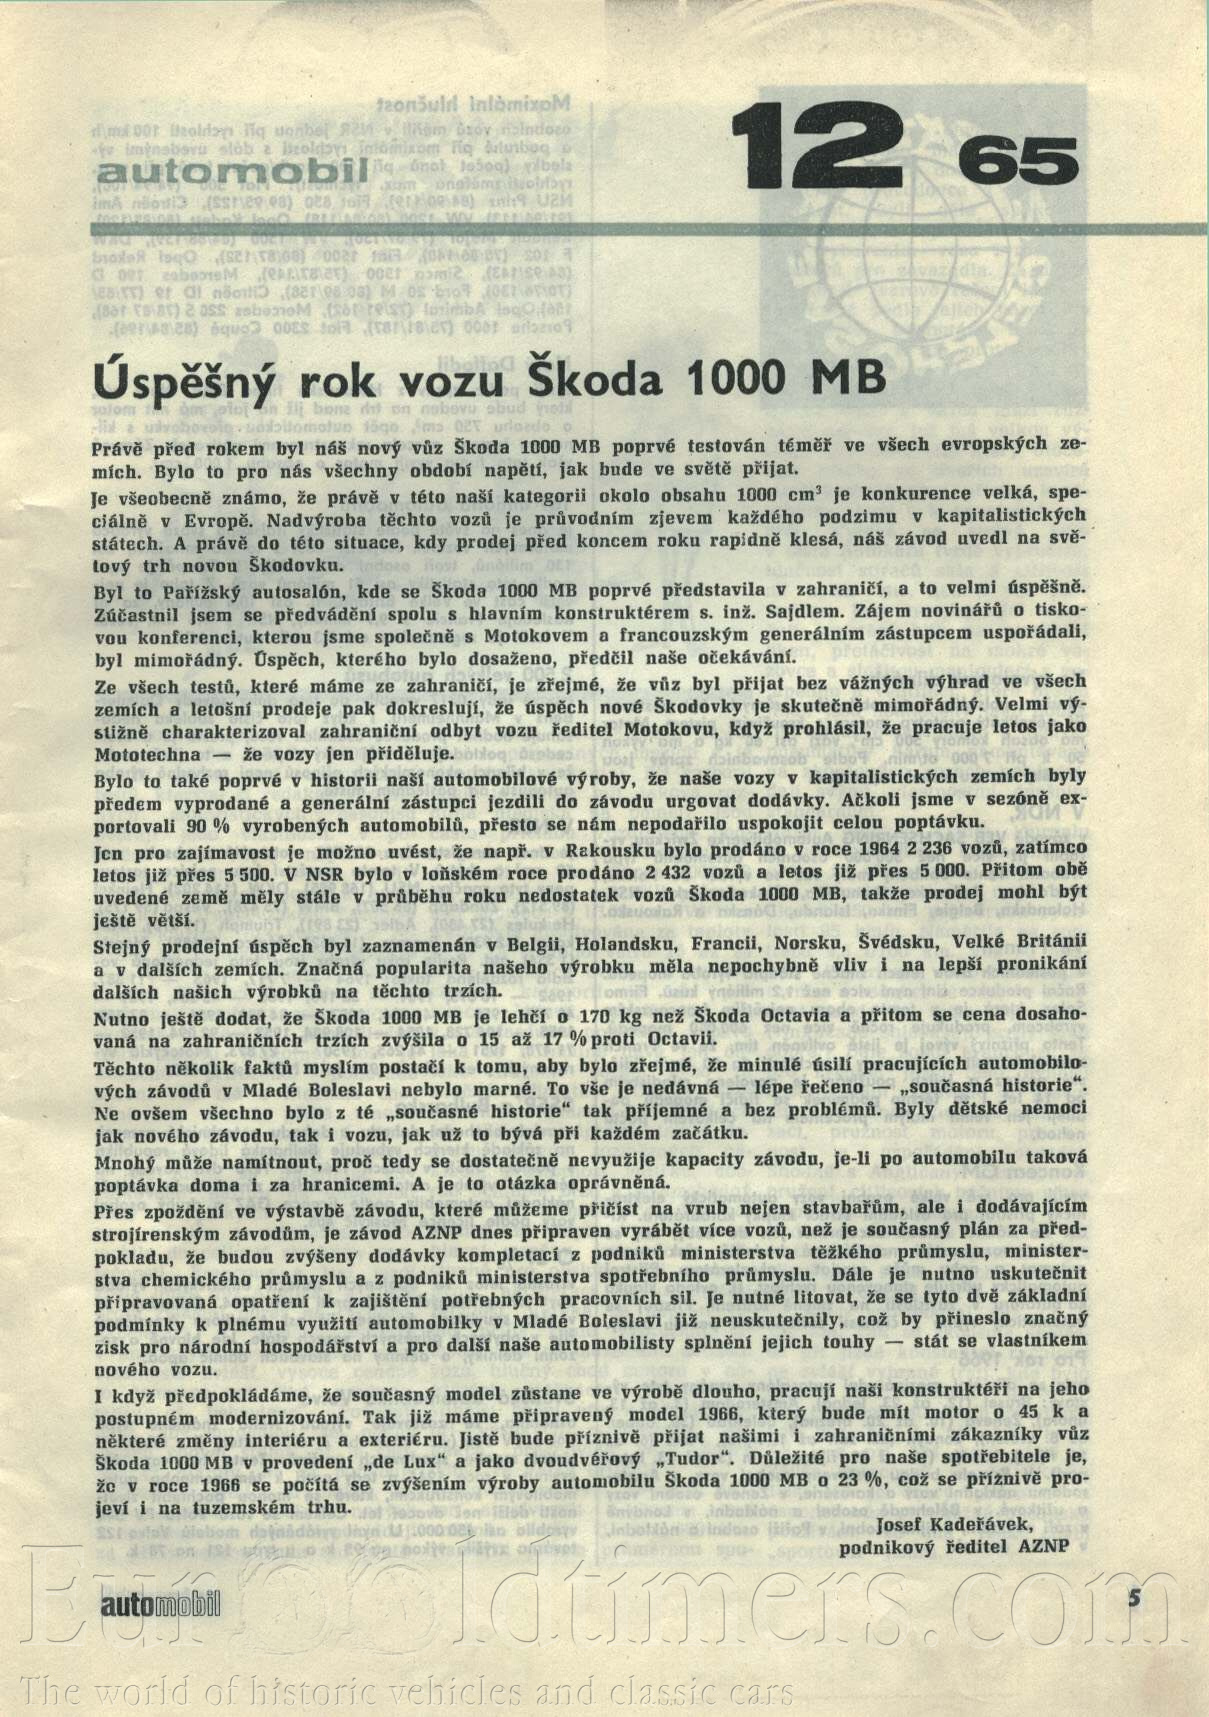 12 65
automobil
Úspěšný rok vozu Škoda 1000 MB
Právě před rokem byl náš nový vůz Škoda 1000 MB poprvé testován téměř ve všech evropských ze-
mích. Bylo to pro nás všechny období napětí, jak bude ve světě přijat.
Je všeobecně známo, že právě v této naší kategorii okolo obsahu 1000 cm³ je konkurence velká, spe-
ciálně v Evropě. Nadvýroba těchto vozů je průvodním zjevem každého podzimu v kapitalistických
státech. A právě do této situace, kdy prodej před koncem roku rapidně klesá, náš závod uvedl na svě-
tový trh novou Škodovku.
Byl to Pařížský autosalón, kde se Škoda 1000 MB poprvé představila v zahraničí, a to velmi úspěšně.
Zúčastnil jsem se předvádění spolu s hlavním konstruktérem s. inž. Sajdlem. Zájem novinářů o tisko-
vou konferenci, kterou jsme společně s Motokovem a francouzským generálním zástupcem uspořádali,
byl mimořádný. Úspěch, kterého bylo dosaženo, předčil naše očekávání.
Ze všech testů, které máme ze zahraničí, je zřejmé, že vůz byl přijat bez vážných výhrad ve všech
zemích a letošní prodeje pak dokreslují, že úspěch nové Škodovky je skutečně mimořádný. Velmi vý-
stižně charakterizoval zahraniční odbyt vozu ředitel Motokovu, když prohlásil, že pracuje letos jako
Mototechna — že vozy jen přiděluje.
Bylo to také poprvé v historii naší automobilové výroby, že naše vozy v kapitalistických zemích byly
předem vyprodané a generální zástupci jezdili do závodu urgovat dodávky. Ačkoli jsme v sezóně ex-
portovali 90 % vyrobených automobilů, přesto se nám nepodařilo uspokojit celou poptávku.
Jen pro zajímavost je možno uvést, že např. v Rakousku bylo prodáno v roce 1964 2 236 vozů, zatímco
letos již přes 5 500. V NSR bylo v loňském roce prodáno 2 432 vozů a letos již přes 5 000. Přitom obě
uvedené země měly stále v průběhu roku nedostatek vozů Škoda 1000 MB, takže prodej mohl být
ještě větší.
Stejný prodejní úspěch byl zaznamenán v Belgii, Holandsku, Francii, Norsku, Švédsku, Velké Británii
a v dalších zemích. Značná popularita našeho výrobku měla nepochybně vliv i na lepší pronikání
dalších našich výrobků na těchto trzích.
Nutno ještě dodat, že Škoda 1000 MB je lehčí o 170 kg než Škoda Octavia a přitom se cena dosaho-
vaná na zahraničních trzích zvýšila o 15 až 17 % proti Octavii.
Těchto několik faktů myslím postačí k tomu, aby bylo zřejmé, že minulé úsilí pracujících automobilo-
vých závodů v Mladé Boleslavi nebylo marné. To vše je nedávná — lépe řečeno — „současná historie“.
Ne ovšem všechno bylo z té „současné historie“ tak příjemné a bez problémů. Byly dětské nemoci
jak nového závodu, tak i vozu, jak už to bývá při každém začátku.
Mnohý může namítnout, proč tedy se dostatečně nevyužije kapacity závodu, je-li po automobilu taková
poptávka doma i za hranicemi. A je to otázka oprávněná.
Přes zpoždění ve výstavbě závodu, které můžeme přičíst na vrub nejen stavbařům, ale i dodávajícím
strojírenským závodům, je závod AZNP dnes připraven vyrábět více vozů, než je současný plán za před-
pokladu, že budou zvýšeny dodávky kompletací z podniků ministerstva těžkého průmyslu, minister-
stva chemického průmyslu a z podniků ministerstva spotřebního průmyslu. Dále je nutno uskutečnit
připravovaná opatření k zajištění potřebných pracovních sil. Je nutné litovat, že se tyto dvě základní
podmínky k plnému využití automobilky v Mladé Boleslavi již neuskutečnily, což by přineslo značný
zisk pro národní hospodářství a pro další naše automobilisty splnění jejich touhy — stát se vlastníkem
nového vozu.
I když předpokládáme, že současný model zůstane ve výrobě dlouho, pracují naši konstruktéři na jeho
postupném modernizování. Tak již máme připravený model 1966, který bude mít motor o 45 k a
některé změny interiéru a exteriéru. Jistě bude příznivě přijat našimi i zahraničními zákazníky vůz
Škoda 1000 MB v provedení „de Lux“ a jako dvoudvéřový „Tudor“. Důležité pro naše spotřebitele je,
že v roce 1966 se počítá se zvýšením výroby automobilu Škoda 1000 MB o 23 %, což se příznivě pro-
jeví i na tuzemském trhu.
Josef Kadeřávek,
podnikový ředitel AZNP
automobil 5
Eurooldtimers.com
The world of historic vehicles and classic cars